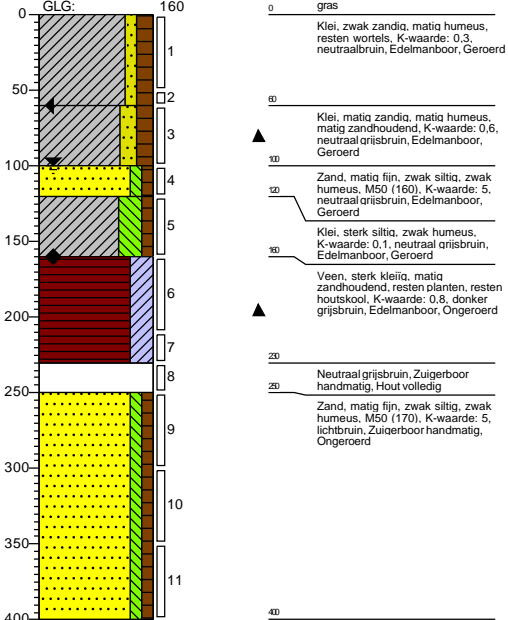 GLG: 160
0
50
100
150
200
250
300
350
400
1
2
3
4
5
6
7
8
9
10
11
0 gras
Klei, zwak zandig, matig humeus,
resten wortels, K-waarde: 0,3,
neutraalbruin, Edelmanboor, Geroerd
60
Klei, matig zandig, matig humeus,
matig zandhoudend, K-waarde: 0,6,
neutraal grijsbruin, Edelmanboor,
Geroerd
100
Zand, matig fijn, zwak siltig, zwak
humeus, M50 (160), K-waarde: 5,
neutraal grijsbruin, Edelmanboor,
Geroerd
120
Klei, sterk siltig, zwak humeus,
K-waarde: 0,1, neutraal grijsbruin,
Edelmanboor, Geroerd
160
Veen, sterk kleiïg, matig
zandhoudend, resten planten, resten
houtskool, K-waarde: 0,8, donker
grijsbruin, Edelmanboor, Ongeroerd
230
Neutraal grijsbruin, Zuigerboor
handmatig, Hout volledig
250
Zand, matig fijn, zwak siltig, zwak
humeus, M50 (170), K-waarde: 5,
lichtbruin, Zuigerboor handmatig,
Ongeroerd
400